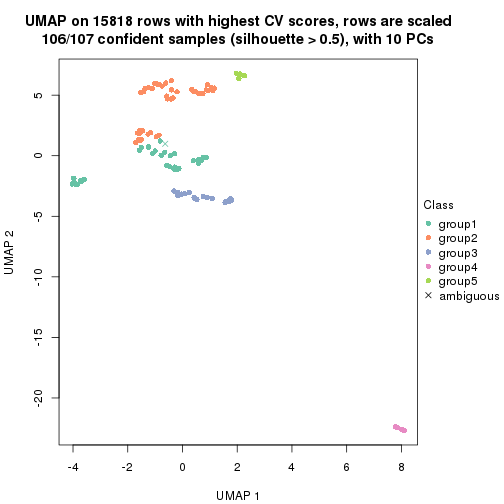 UMAP on 15818 rows with highest CV scores, rows are scaled
106/107 confident samples (silhouette > 0.5), with 10 PCs
5
0
-5
-10
-15
-20
UMAP 2
-4
-2
0
2
4
6
8
UMAP 1
Class
group1
group2
group3
group4
group5
ambiguous